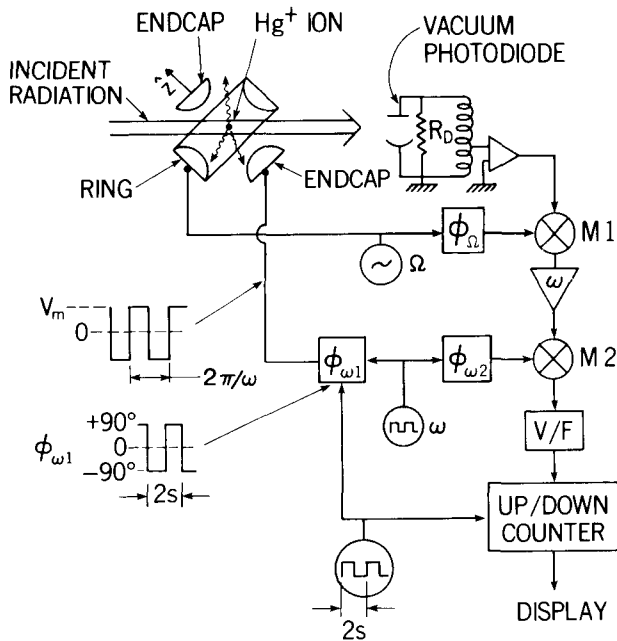 ENDCAP
Hg+ ION
VACUUM
PHOTODIODE
ẑ
INCIDENT
RADIATION
R_D
RING
ENDCAP
ϕ_Ω
M1
~ Ω
ω
V_m
0
2π/ω
ϕ_ω1
ϕ_ω2
M2
ω
V/F
ϕ_ω1
+90°
0
-90°
2s
UP/DOWN
COUNTER
2s
DISPLAY